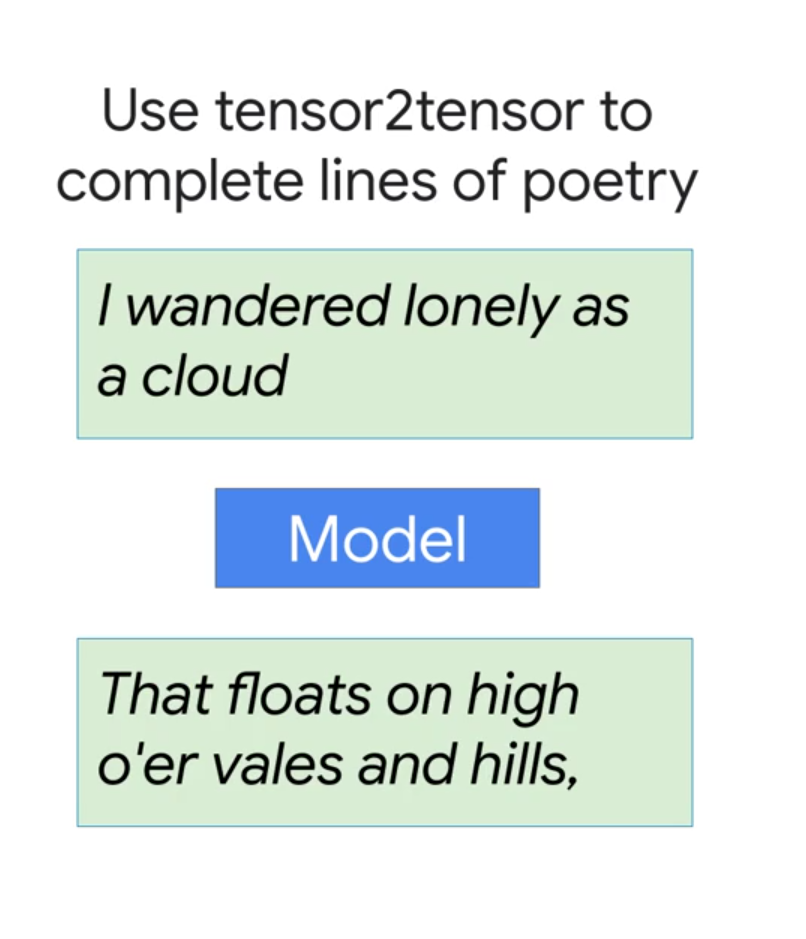 Use tensor2tensor to
complete lines of poetry
I wandered lonely as
a cloud
Model
That floats on high
o'er vales and hills,